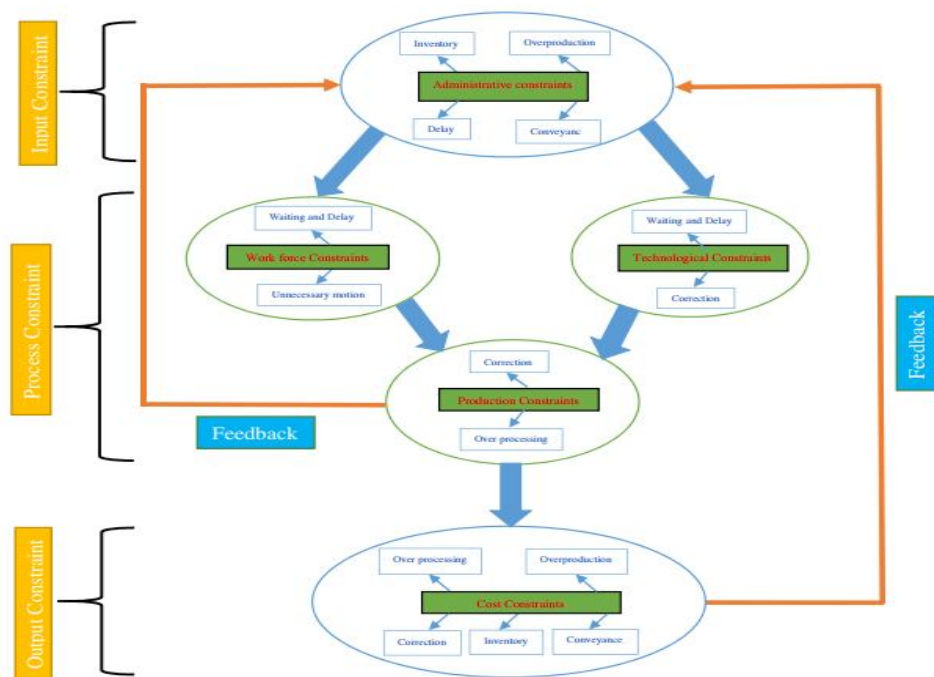 Input Constraint
Inventory
Overproduction
Administrative constraints
Delay
Conveyanc
Process Constraint
Waiting and Delay
Work force Constraints
Unnecessary motion
Waiting and Delay
Technological Constraints
Correction
Correction
Production Constraints
Over processing
Feedback
Feedback
Output Constraint
Over processing
Overproduction
Cost Constraints
Correction
Inventory
Conveyance